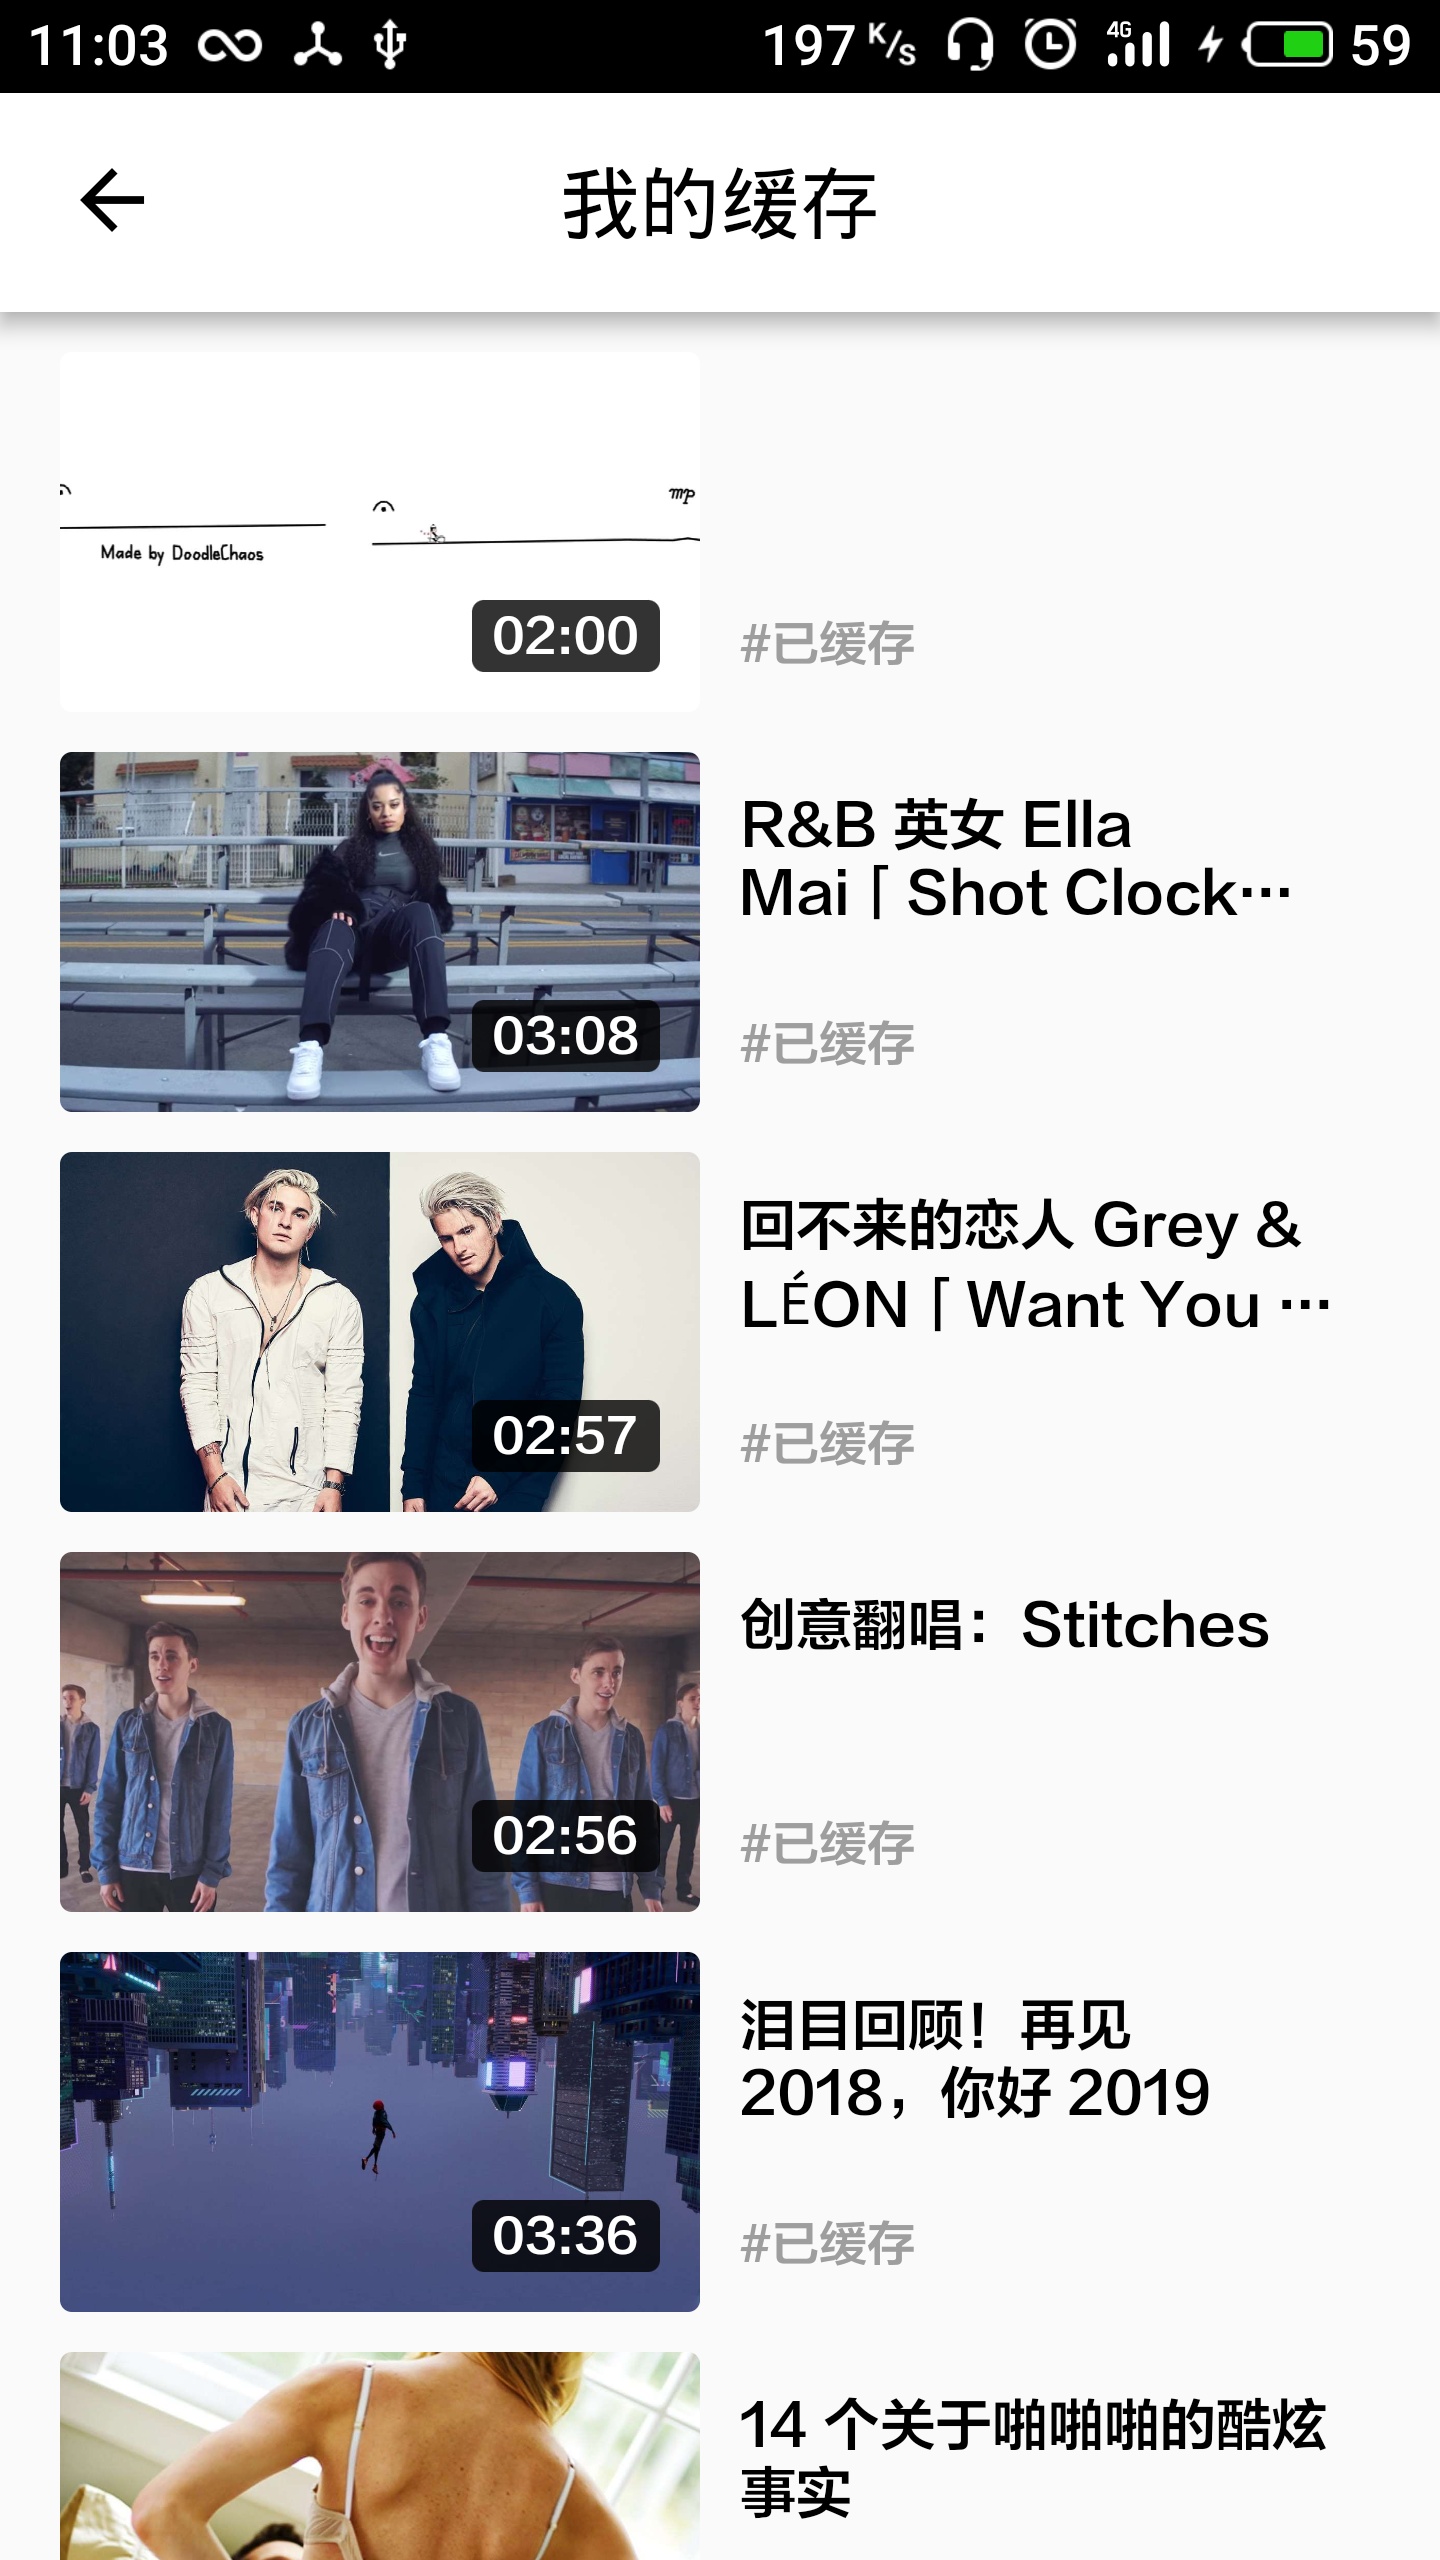 11:03
197 K/s 4G 59
我的缓存
mp
Made by DoodleChaos
02:00
#已缓存
R&B 英女 Ella
Mai「 Shot Clock…
03:08
#已缓存
回不来的恋人 Grey &
LÉON「 Want You …
02:57
#已缓存
创意翻唱：Stitches
02:56
#已缓存
泪目回顾！再见
2018，你好 2019
03:36
#已缓存
14 个关于啪啪啪的酷炫
事实